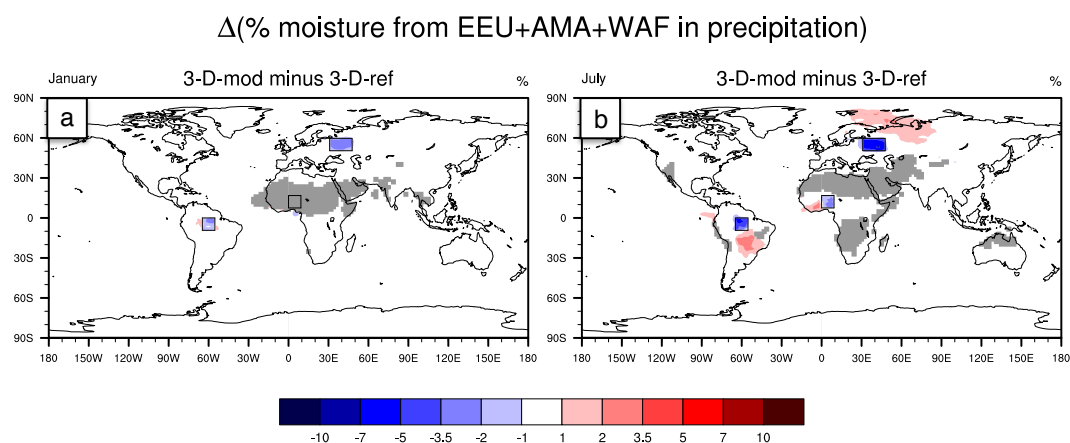 Δ(% moisture from EEU+AMA+WAF in precipitation)
January 3-D-mod minus 3-D-ref %
July 3-D-mod minus 3-D-ref %
a
b
90N
60N
30N
0
30S
60S
90S
180 150W 120W 90W 60W 30W 0 30E 60E 90E 120E 150E 180
90N
60N
30N
0
30S
60S
90S
180 150W 120W 90W 60W 30W 0 30E 60E 90E 120E 150E 180
-10 -7 -5 -3.5 -2 -1 1 2 3.5 5 7 10